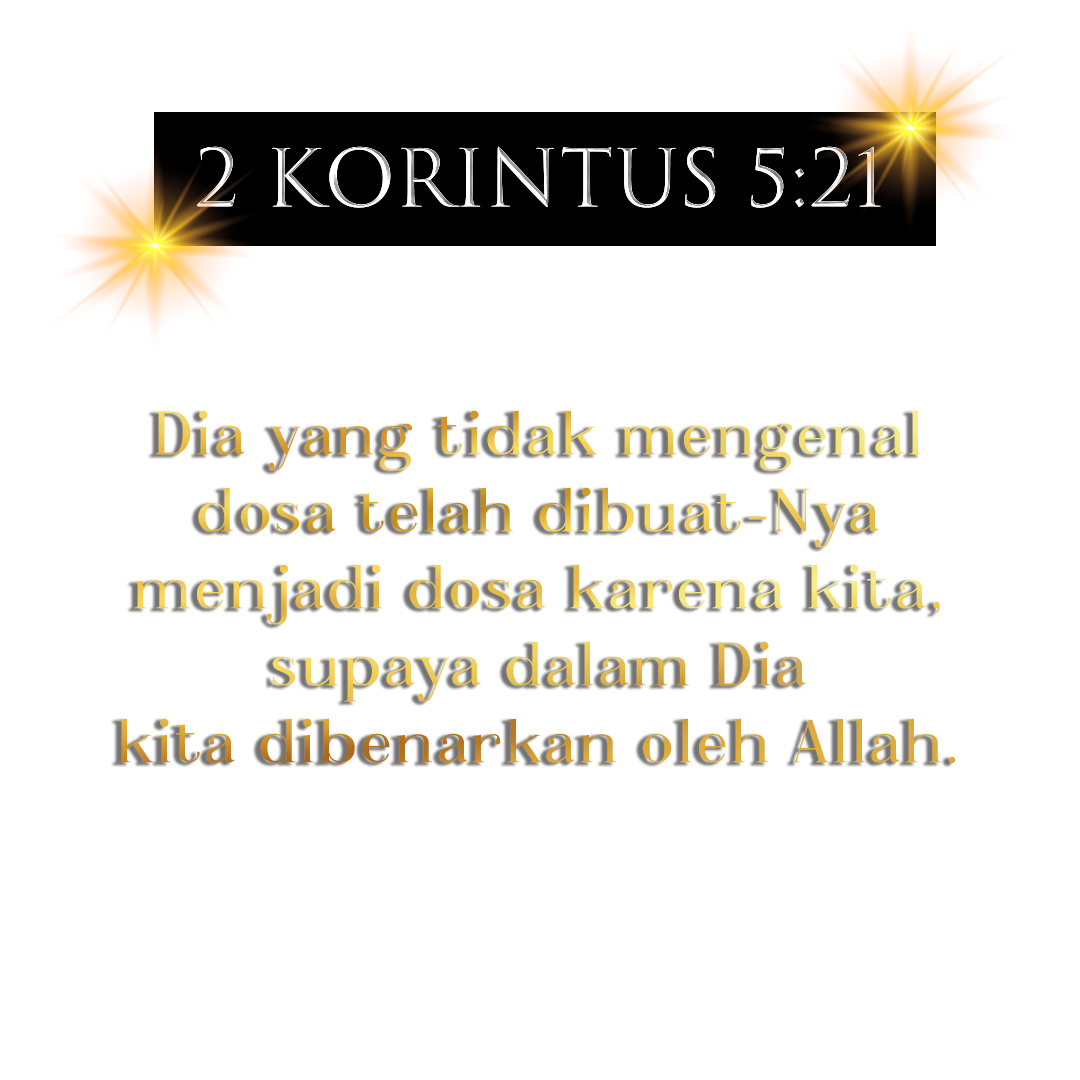 2 KORINTUS 5:21
Dia yang tidak mengenal
dosa telah dibuat-Nya
menjadi dosa karena kita,
supaya dalam Dia
kita dibenarkan oleh Allah.